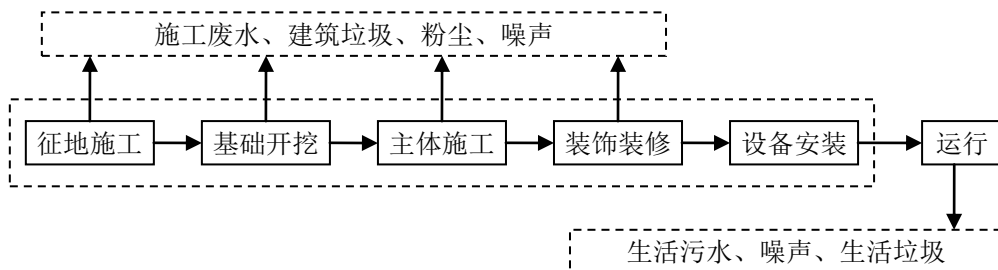 施工废水、建筑垃圾、粉尘、噪声
征地施工 基础开挖 主体施工 装饰装修 设备安装 运行
生活污水、噪声、生活垃圾